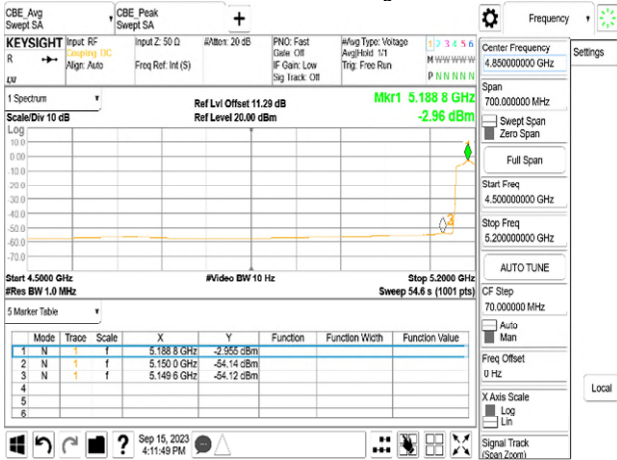 CBE_Avg
Swept SA
CBE_Peak
Swept SA
+
Frequency
KEYSIGHT
R
Input: RF
Coupling: DC
Align: Auto
Input Z: 50 Ω
Freq Ref: Int (S)
#Atten: 20 dB
PNO: Fast
Gate: Off
IF Gain: Low
Sig Track: Off
#Avg Type: Voltage
Avg|Hold: 1/1
Trig: Free Run
1 2 3 4 5 6
M W W W W W
P N N N N N
1 Spectrum
Scale/Div 10 dB
Log
Ref Lvl Offset 11.29 dB
Ref Level 20.00 dBm
Mkr1 5.188 8 GHz
-2.96 dBm
10.0
0.00
-10.0
-20.0
-30.0
-40.0
-50.0
-60.0
-70.0
3
Start 4.5000 GHz
#Res BW 1.0 MHz
#Video BW 10 Hz
Stop 5.2000 GHz
Sweep 54.6 s (1001 pts)
5 Marker Table
Mode Trace Scale X Y Function Function Width Function Value
1 N 1 f 5.188 8 GHz -2.955 dBm
2 N 1 f 5.150 0 GHz -54.14 dBm
3 N 1 f 5.149 6 GHz -54.12 dBm
4
5
6
?
Sep 15, 2023
4:11:49 PM
Center Frequency
4.850000000 GHz
Settings
Span
700.000000 MHz
Swept Span
Zero Span
Full Span
Start Freq
4.500000000 GHz
Stop Freq
5.200000000 GHz
AUTO TUNE
CF Step
70.000000 MHz
Auto
Man
Freq Offset
0 Hz
X Axis Scale
Log
Lin
Local
Signal Track
(Span Zoom)